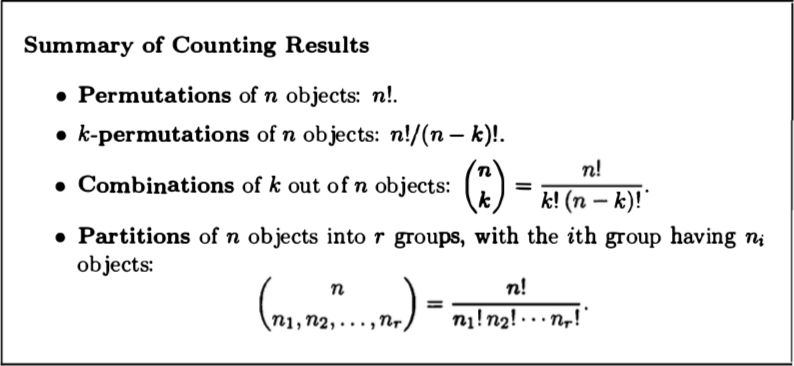 Summary of Counting Results
• Permutations of n objects: n!.
• k-permutations of n objects: n!/(n − k)!.
• Combinations of k out of n objects: \binom{n}{k} = \frac{n!}{k!\,(n-k)!}.
• Partitions of n objects into r groups, with the ith group having n_i
objects:
\binom{n}{n_1, n_2, \ldots, n_r} = \frac{n!}{n_1!\,n_2!\cdots n_r!}.